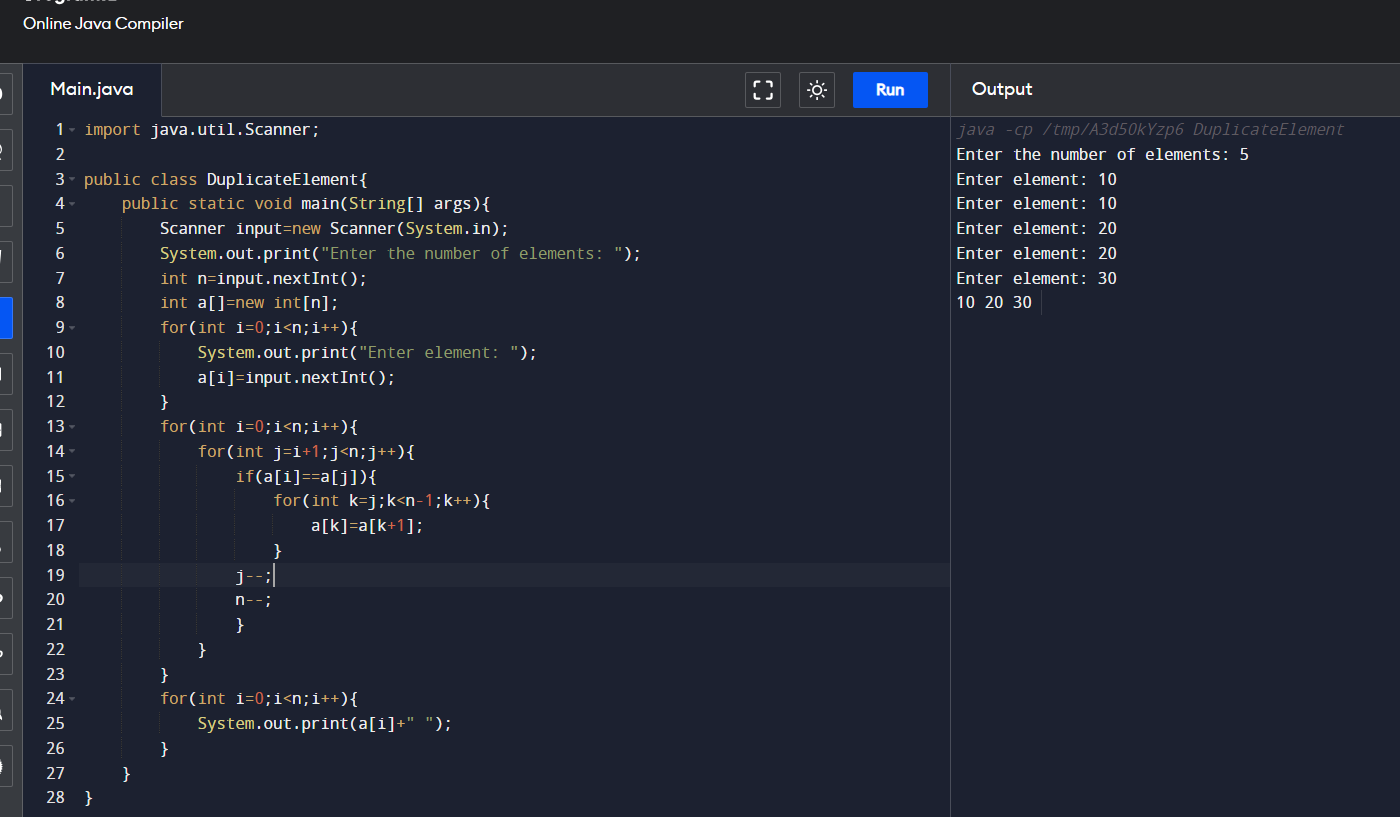 Online Java Compiler
Main.java
Run
Output
1 import java.util.Scanner;
2
3 public class DuplicateElement{
4     public static void main(String[] args){
5         Scanner input=new Scanner(System.in);
6         System.out.print("Enter the number of elements: ");
7         int n=input.nextInt();
8         int a[]=new int[n];
9         for(int i=0;i<n;i++){
10             System.out.print("Enter element: ");
11             a[i]=input.nextInt();
12         }
13         for(int i=0;i<n;i++){
14             for(int j=i+1;j<n;j++){
15                 if(a[i]==a[j]){
16                     for(int k=j;k<n-1;k++){
17                         a[k]=a[k+1];
18                     }
19                 j--;
20                 n--;
21                 }
22             }
23         }
24         for(int i=0;i<n;i++){
25             System.out.print(a[i]+" ");
26         }
27     }
28 }
java -cp /tmp/A3d50kYzp6 DuplicateElement
Enter the number of elements: 5
Enter element: 10
Enter element: 10
Enter element: 20
Enter element: 20
Enter element: 30
10 20 30